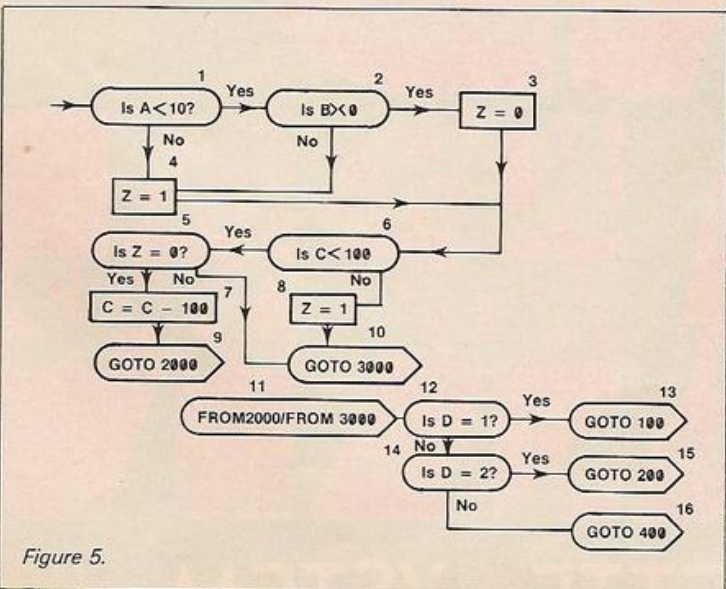 1
Is A<10?
Yes
2
Is B><0
Yes
3
Z = 0
No
No
4
Z = 1
5
Is Z = 0?
Yes
6
Is C<100
Yes
No
No
7
C = C - 100
8
Z = 1
9
GOTO 2000
10
GOTO 3000
11
FROM2000/FROM 3000
12
Is D = 1?
Yes
13
GOTO 100
No
14
Is D = 2?
Yes
15
GOTO 200
No
16
GOTO 400
Figure 5.